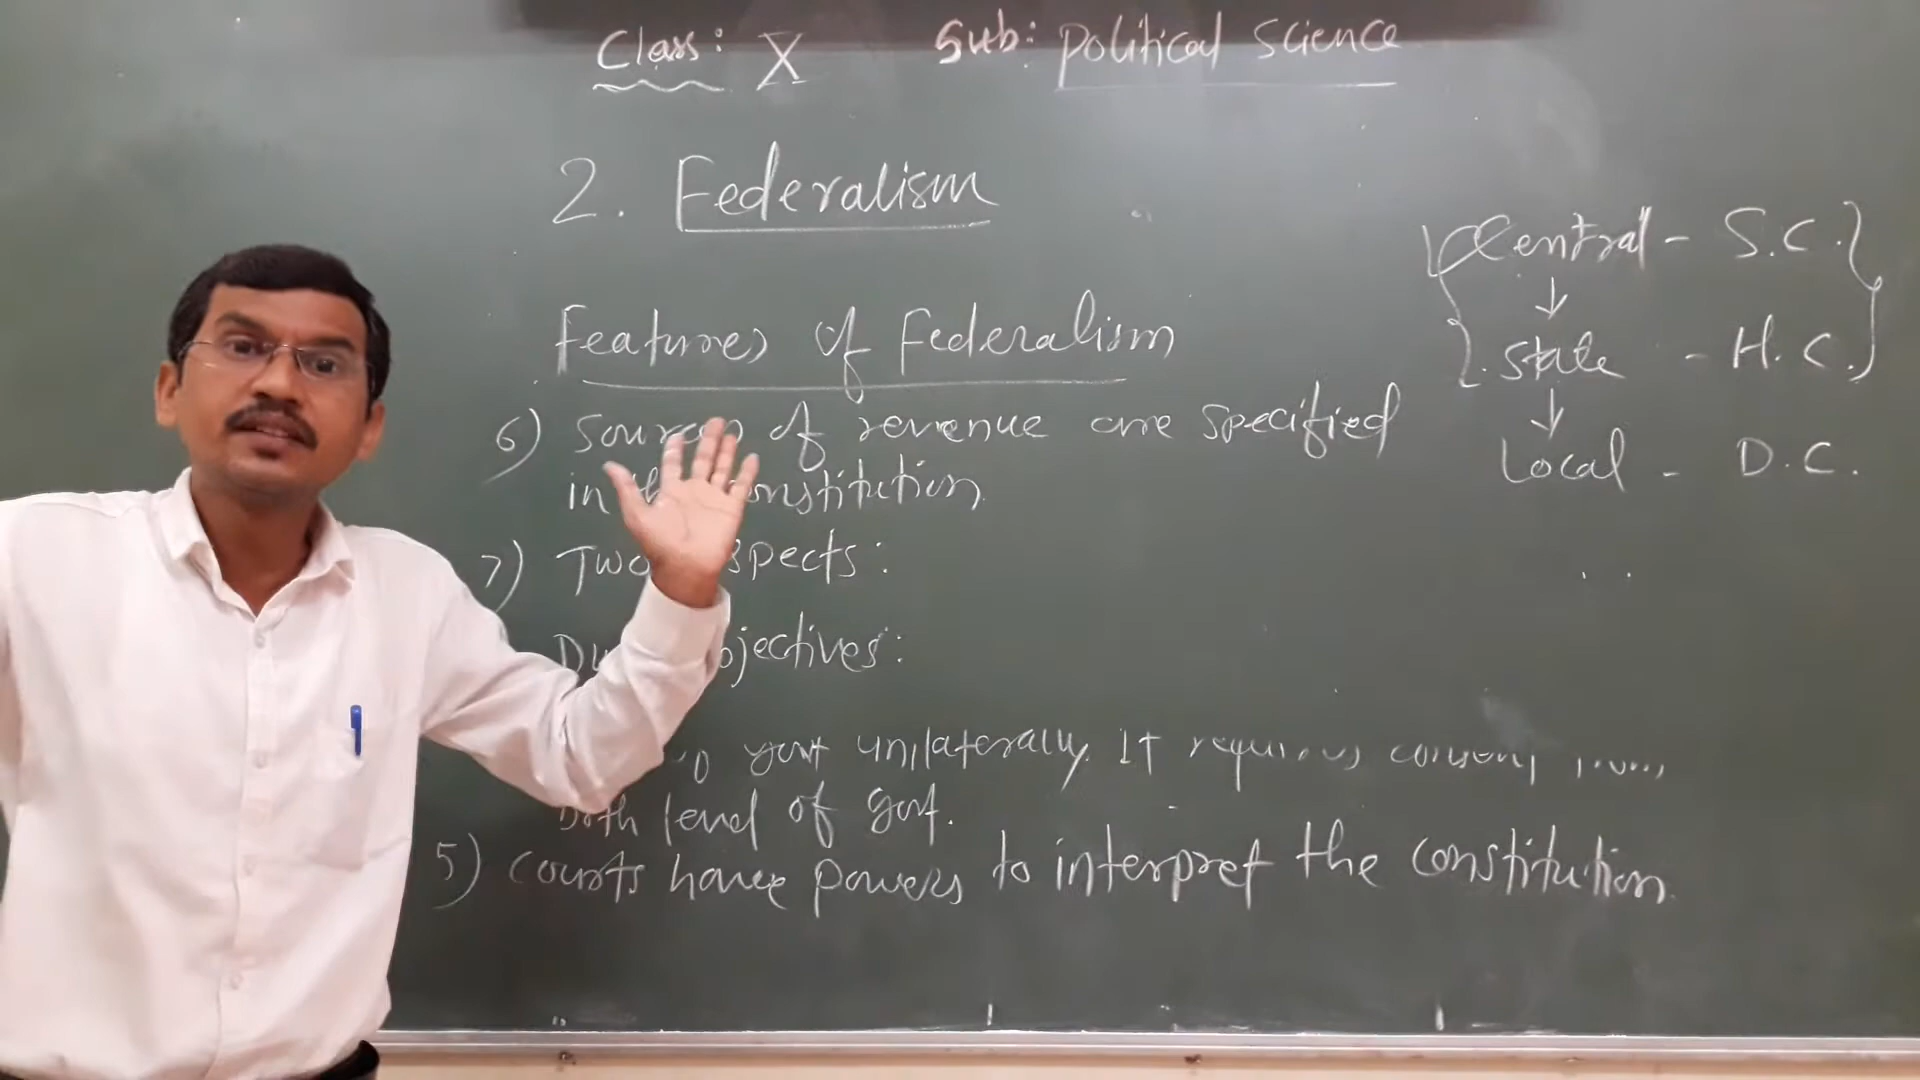 Class: X Sub: Political Science
2. Federalism
Features of Federalism
6) Sources of revenue are specified
in constitution.
7) Two
jectives:
govt unilaterally. It
both level of govt.
5) Courts have powers to interpret the constitution.
Central - S.C.
↓
State - H.C.
↓
Local - D.C.